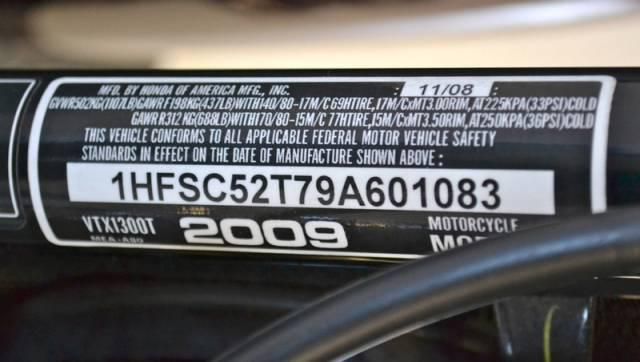 MFD. BY HONDA OF AMERICA MFG., INC. 11/08
GVWR502KG(1107LB)GAWR F198KG(437LB)WITH140/80-17M/C 69HTIRE,17M/CxMT3.00RIM,AT225KPA(33PSI)COLD
GAWR R312KG(688LB)WITH170/80-15M/C 77HTIRE,15M/CxMT3.50RIM,AT250KPA(36PSI)COLD
THIS VEHICLE CONFORMS TO ALL APPLICABLE FEDERAL MOTOR VEHICLE SAFETY
STANDARDS IN EFFECT ON THE DATE OF MANUFACTURE SHOWN ABOVE :
1HFSC52T79A601083
VTX1300T 2009 MOTORCYCLE
MEA-A90